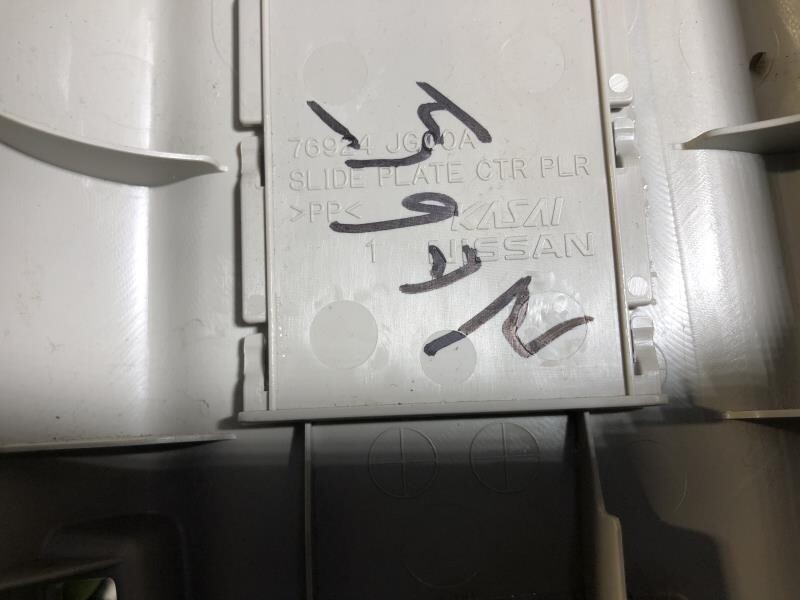 76924 JG00A
SLIDE PLATE CTR PLR
>PP< KASAI
1 NISSAN